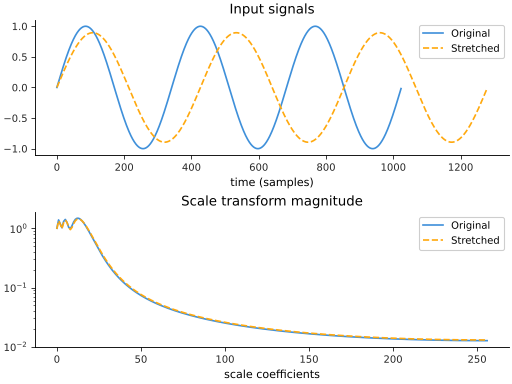 Input signals
1.0
0.5
0.0
−0.5
−1.0
Original
Stretched
0 200 400 600 800 1000 1200
time (samples)
Scale transform magnitude
10⁰
10⁻¹
10⁻²
Original
Stretched
0 50 100 150 200 250
scale coefficients